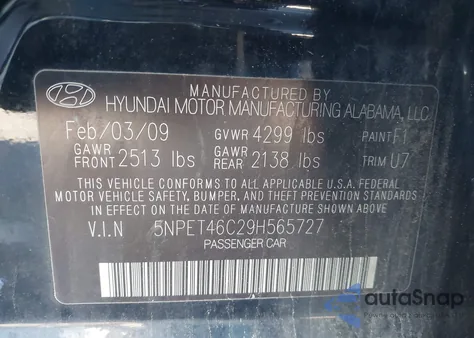 MANUFACTURED BY
HYUNDAI MOTOR MANUFACTURING ALABAMA, LLC
Feb/03/09 GVWR 4299 lbs PAINT F1
GAWR FRONT 2513 lbs GAWR REAR 2138 lbs TRIM U7
THIS VEHICLE CONFORMS TO ALL APPLICABLE U.S.A. FEDERAL
MOTOR VEHICLE SAFETY, BUMPER, AND THEFT PREVENTION STANDARDS
IN EFFECT ON THE DATE OF MANUFACTURE SHOWN ABOVE.
V.I.N 5NPET46C29H565727
PASSENGER CAR
autoSnap